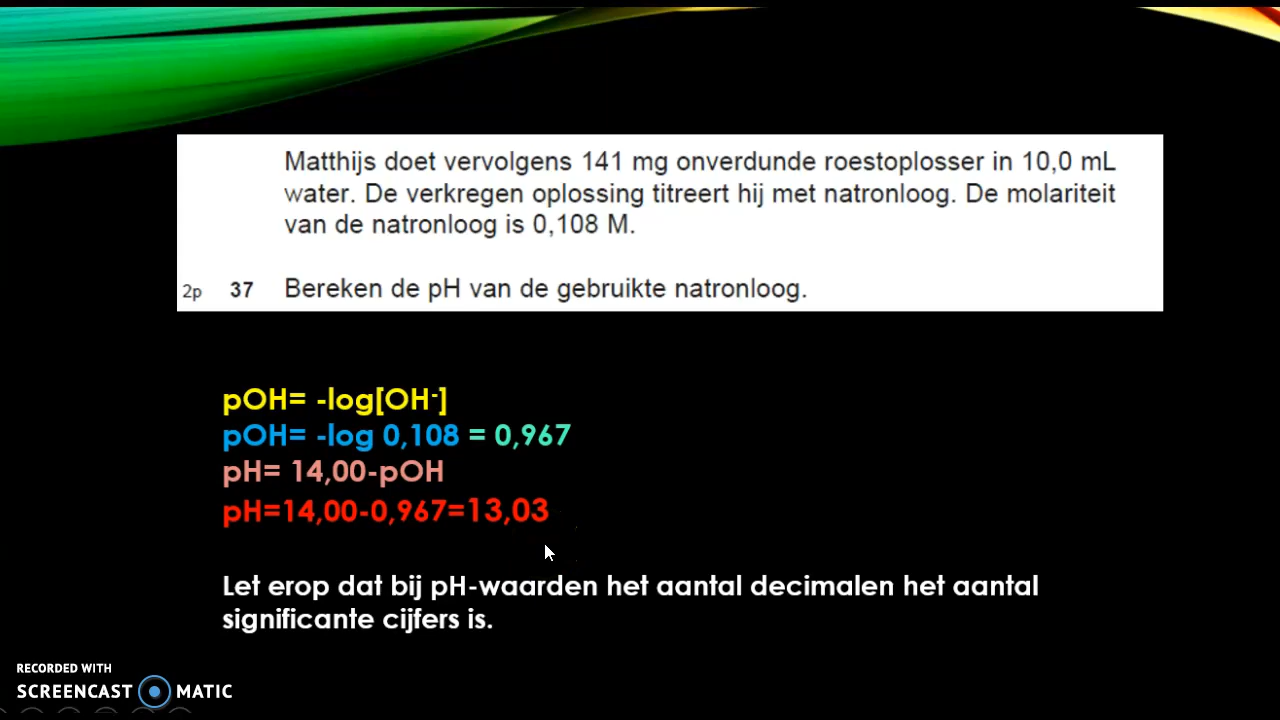 Matthijs doet vervolgens 141 mg onverdunde roestoplosser in 10,0 mL
water. De verkregen oplossing titreert hij met natronloog. De molariteit
van de natronloog is 0,108 M.
2p 37 Bereken de pH van de gebruikte natronloog.
pOH= -log[OH⁻]
pOH= -log 0,108 = 0,967
pH= 14,00-pOH
pH=14,00-0,967=13,03
Let erop dat bij pH-waarden het aantal decimalen het aantal
significante cijfers is.
RECORDED WITH
SCREENCAST MATIC